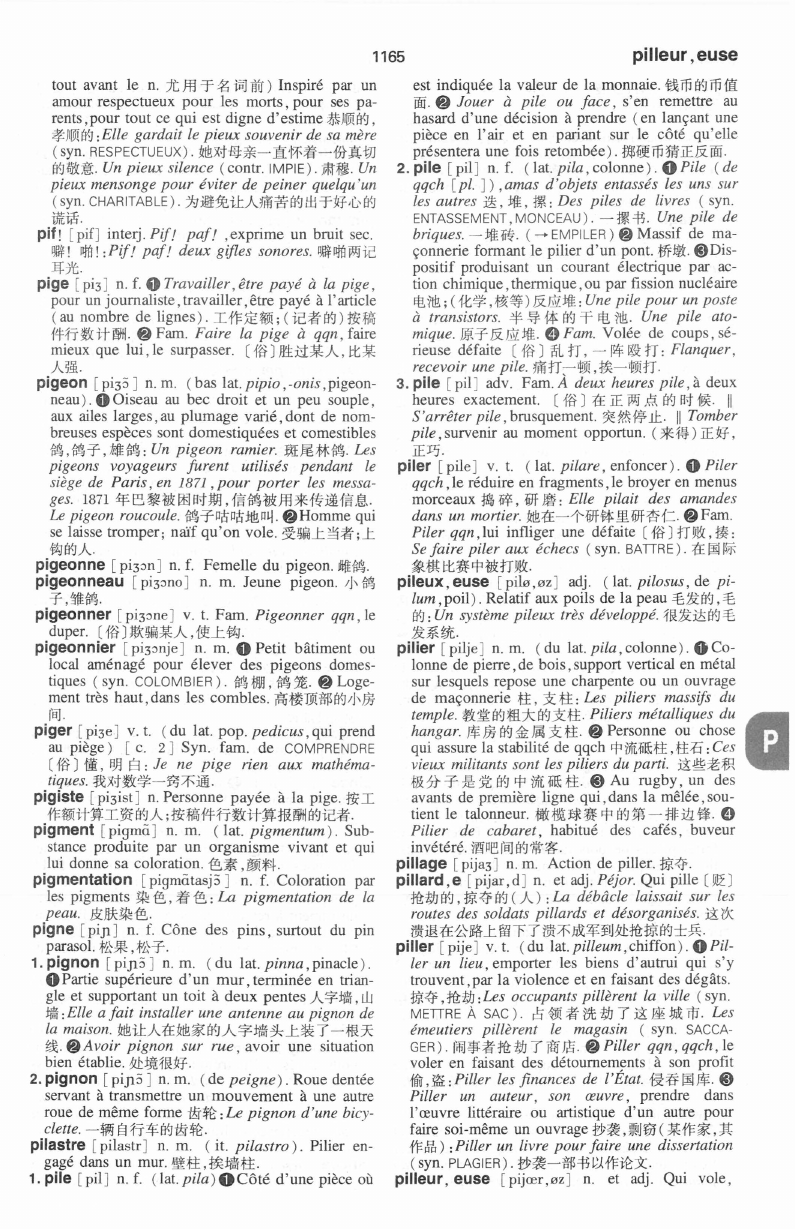 1165
pilleur,euse
tout avant le n. 尤用于名词前) Inspiré par un
amour respectueux pour les morts,pour ses pa-
rents,pour tout ce qui est digne d'estime 恭顺的,
孝顺的:Elle gardait le pieux souvenir de sa mère
(syn. RESPECTUEUX). 她对母亲一直怀着一份真切
的敬意. Un pieux silence (contr. IMPIE). 肃穆. Un
pieux mensonge pour éviter de peiner quelqu'un
(syn. CHARITABLE). 为避免让人痛苦的出于好心的
谎话.
pif! [pif] interj. Pif! paf! ,exprime un bruit sec.
噼! 啪!:Pif! paf! deux gifles sonores. 噼啪两记
耳光.
pige [piʒ] n. f. ❶ Travailler,être payé à la pige,
pour un journaliste,travailler,être payé à l'article
(au nombre de lignes). 工作定额;(记者的)按稿
件行数计酬. ❷ Fam. Faire la pige à qqn,faire
mieux que lui,le surpasser. [俗]胜过某人,比某
人强.
pigeon [piʒɔ̃] n. m. (bas lat. pipio,-onis,pigeon-
neau). ❶Oiseau au bec droit et un peu souple,
aux ailes larges,au plumage varié,dont de nom-
breuses espèces sont domestiquées et comestibles
鸽,鸽子,雄鸽:Un pigeon ramier. 斑尾林鸽. Les
pigeons voyageurs furent utilisés pendant le
siège de Paris,en 1871,pour porter les messa-
ges. 1871 年巴黎被困时期,信鸽被用来传递信息.
Le pigeon roucoule. 鸽子咕咕地叫. ❷Homme qui
se laisse tromper; naïf qu'on vole. 受骗上当者;上
钩的人.
pigeonne [piʒɔn] n. f. Femelle du pigeon. 雌鸽.
pigeonneau [piʒɔno] n. m. Jeune pigeon. 小鸽
子,雏鸽.
pigeonner [piʒɔne] v. t. Fam. Pigeonner qqn,le
duper. [俗]欺骗某人,使上钩.
pigeonnier [piʒɔnje] n. m. ❶ Petit bâtiment ou
local aménagé pour élever des pigeons domes-
tiques (syn. COLOMBIER). 鸽棚,鸽笼. ❷ Loge-
ment très haut,dans les combles. 高楼顶部的小房
间.
piger [piʒe] v. t. (du lat. pop. pedicus,qui prend
au piège) [c. 2] Syn. fam. de COMPRENDRE
[俗]懂,明白:Je ne pige rien aux mathéma-
tiques. 我对数学一窍不通.
pigiste [piʒist] n. Personne payée à la pige. 按工
作额计算工资的人;按稿件行数计算报酬的记者.
pigment [pigmɑ̃] n. m. (lat. pigmentum). Sub-
stance produite par un organisme vivant et qui
lui donne sa coloration. 色素,颜料.
pigmentation [pigmɑ̃tasjɔ̃] n. f. Coloration par
les pigments 染色,着色:La pigmentation de la
peau. 皮肤染色.
pigne [piɲ] n. f. Cône des pins, surtout du pin
parasol. 松果,松子.
1. pignon [piɲɔ̃] n. m. (du lat. pinna,pinacle).
❶Partie supérieure d'un mur,terminée en trian-
gle et supportant un toit à deux pentes 人字墙,山
墙:Elle a fait installer une antenne au pignon de
la maison. 她让人在她家的人字墙头上装了一根天
线. ❷Avoir pignon sur rue, avoir une situation
bien établie. 处境很好.
2. pignon [piɲɔ̃] n. m. (de peigne). Roue dentée
servant à transmettre un mouvement à une autre
roue de même forme 齿轮:Le pignon d'une bicy-
clette. 一辆自行车的齿轮.
pilastre [pilastr] n. m. (it. pilastro). Pilier en-
gagé dans un mur. 壁柱,挨墙柱.
1. pile [pil] n. f. (lat. pila)❶Côté d'une pièce où
est indiquée la valeur de la monnaie. 钱币的币值
面. ❷ Jouer à pile ou face, s'en remettre au
hasard d'une décision à prendre (en lançant une
pièce en l'air et en pariant sur le côté qu'elle
présentera une fois retombée). 掷硬币猜正反面.
2. pile [pil] n. f. (lat. pila,colonne). ❶Pile (de
qqch [pl. ]),amas d'objets entassés les uns sur
les autres 迭,堆,摞: Des piles de livres (syn.
ENTASSEMENT,MONCEAU). 一摞书. Une pile de
briques. 一堆砖. (→EMPILER) ❷ Massif de ma-
çonnerie formant le pilier d'un pont. 桥墩. ❸Dis-
positif produisant un courant électrique par ac-
tion chimique,thermique,ou par fission nucléaire
电池;(化学,核等)反应堆:Une pile pour un poste
à transistors. 半导体的干电池. Une pile ato-
mique. 原子反应堆. ❹ Fam. Volée de coups,sé-
rieuse défaite [俗]乱打,一阵殴打: Flanquer,
recevoir une pile. 痛打一顿,挨一顿打.
3. pile [pil] adv. Fam. À deux heures pile,à deux
heures exactement. [俗]在正两点的时候. ‖
S'arrêter pile,brusquement. 突然停止. ‖ Tomber
pile,survenir au moment opportun. (来得)正好,
正巧.
piler [pile] v. t. (lat. pilare, enfoncer). ❶ Piler
qqch,le réduire en fragments,le broyer en menus
morceaux 捣碎,研磨: Elle pilait des amandes
dans un mortier. 她在一个研钵里研杏仁. ❷Fam.
Piler qqn,lui infliger une défaite [俗]打败,揍:
Se faire piler aux échecs (syn. BATTRE). 在国际
象棋比赛中被打败.
pileux,euse [pilø,øz] adj. (lat. pilosus, de pi-
lum,poil). Relatif aux poils de la peau 毛发的,毛
的:Un système pileux très développé. 很发达的毛
发系统.
pilier [pilje] n. m. (du lat. pila,colonne). ❶Co-
lonne de pierre,de bois,support vertical en métal
sur lesquels repose une charpente ou un ouvrage
de maçonnerie 柱,支柱: Les piliers massifs du
temple. 教堂的粗大的支柱. Piliers métalliques du
hangar. 库房的金属支柱. ❷ Personne ou chose
qui assure la stabilité de qqch 中流砥柱,柱石:Ces
vieux militants sont les piliers du parti. 这些老积
极分子是党的中流砥柱. ❸ Au rugby, un des
avants de première ligne qui,dans la mêlée,sou-
tient le talonneur. 橄榄球赛中的第一排边锋. ❹
Pilier de cabaret, habitué des cafés, buveur
invétéré. 酒吧间的常客.
pillage [pijaʒ] n. m. Action de piller. 掠夺.
pillard,e [pijar,d] n. et adj. Péjor. Qui pille [贬]
抢劫的,掠夺的(人):La débâcle laissait sur les
routes des soldats pillards et désorganisés. 这次
溃退在公路上留下了溃不成军到处抢掠的士兵.
piller [pije] v. t. (du lat. pilleum,chiffon). ❶Pil-
ler un lieu, emporter les biens d'autrui qui s'y
trouvent,par la violence et en faisant des dégâts.
掠夺,抢劫:Les occupants pillèrent la ville (syn.
METTRE À SAC). 占领者洗劫了这座城市. Les
émeutiers pillèrent le magasin ( syn. SACCA-
GER). 闹事者抢劫了商店. ❷ Piller qqn,qqch,le
voler en faisant des détournements à son profit
偷,盗:Piller les finances de l'État. 侵吞国库. ❸
Piller un auteur, son œuvre, prendre dans
l'œuvre littéraire ou artistique d'un autre pour
faire soi-même un ouvrage 抄袭,剽窃(某作家,其
作品):Piller un livre pour faire une dissertation
(syn. PLAGIER). 抄袭一部书以作论文.
pilleur, euse [pijœr,øz] n. et adj. Qui vole,
P